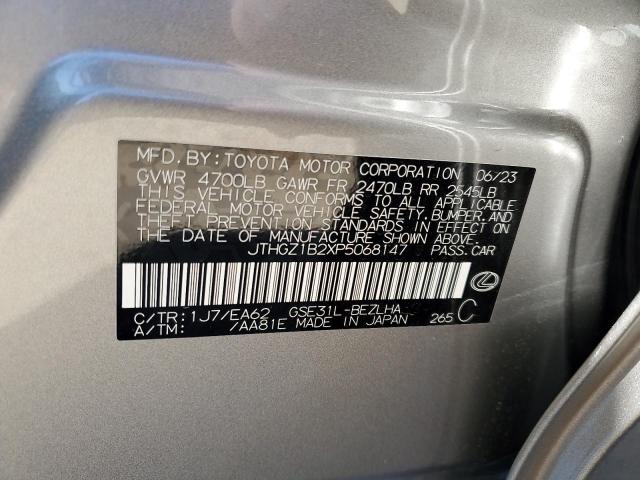 MFD. BY: TOYOTA MOTOR CORPORATION 06/23
GVWR 4700LB GAWR FR 2470LB RR 2545LB
THIS VEHICLE CONFORMS TO ALL APPLICABLE
FEDERAL MOTOR VEHICLE SAFETY, BUMPER, AND
THEFT PREVENTION STANDARDS IN EFFECT ON
THE DATE OF MANUFACTURE SHOWN ABOVE.
JTHGZ1B2XP5068147 PASS. CAR
C/TR: 1J7/EA62 GSE31L-BEZLHA
A/TM: /AA81E MADE IN JAPAN 265 C